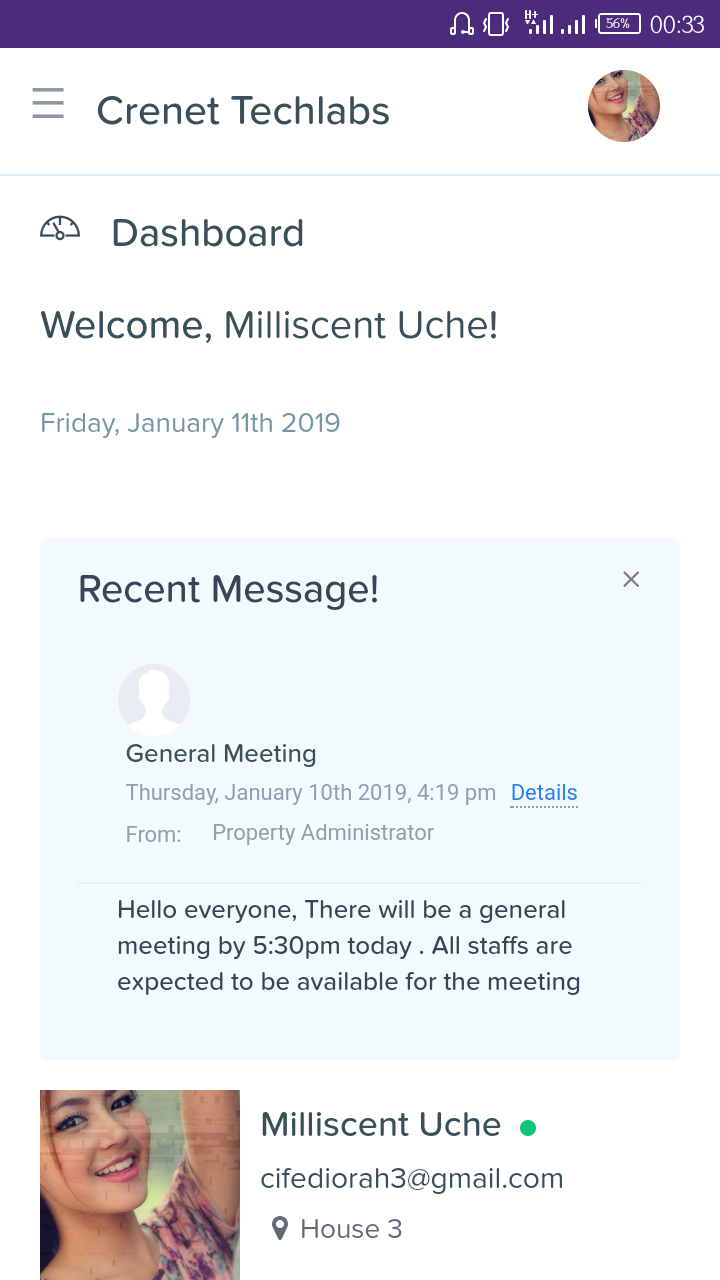 56% 00:33
Crenet Techlabs
Dashboard
Welcome, Milliscent Uche!
Friday, January 11th 2019
Recent Message!
General Meeting
Thursday, January 10th 2019, 4:19 pm Details
From: Property Administrator
Hello everyone, There will be a general
meeting by 5:30pm today . All staffs are
expected to be available for the meeting
Milliscent Uche
cifediorah3@gmail.com
House 3